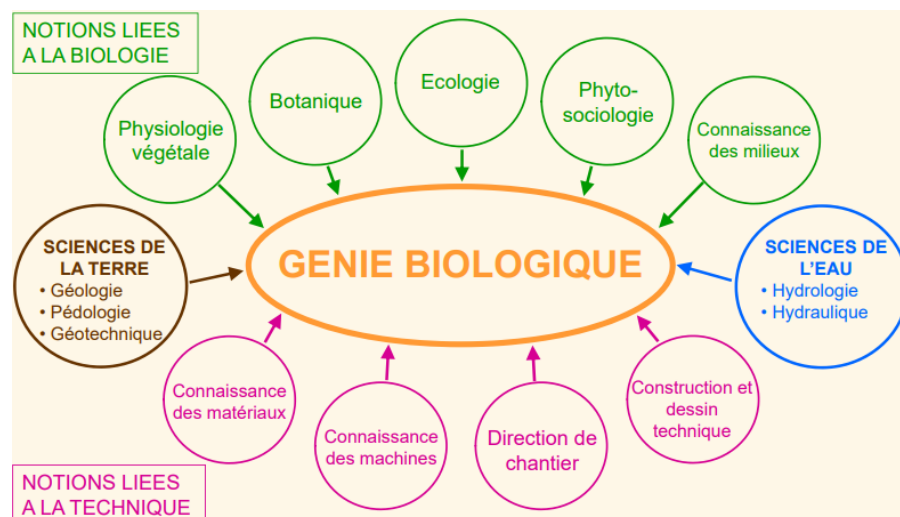 NOTIONS LIEES
A LA BIOLOGIE
Physiologie
végétale
Botanique
Ecologie
Phyto-
sociologie
Connaissance
des milieux
SCIENCES DE
LA TERRE
• Géologie
• Pédologie
• Géotechnique
GENIE BIOLOGIQUE
SCIENCES DE
L'EAU
• Hydrologie
• Hydraulique
Connaissance
des matériaux
Connaissance
des machines
Direction de
chantier
Construction et
dessin
technique
NOTIONS LIEES
A LA TECHNIQUE